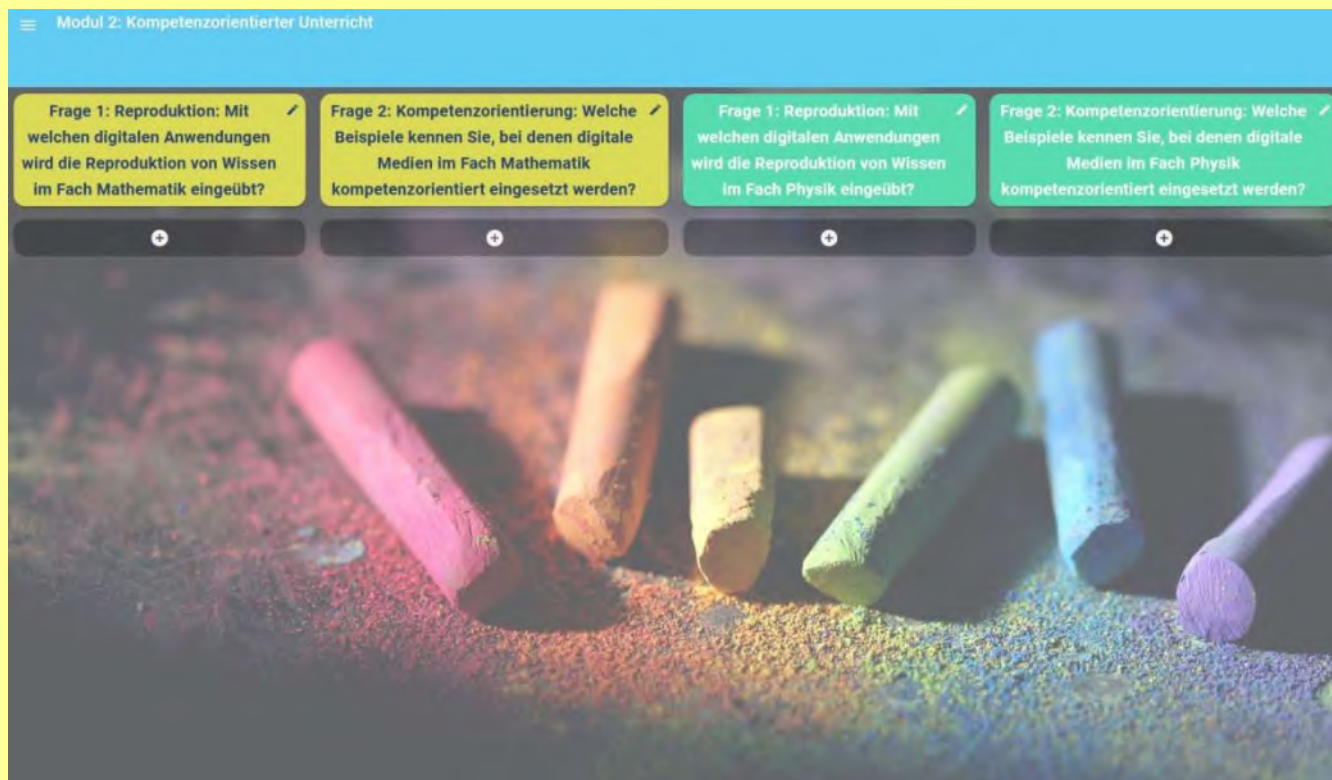 Modul 2: Kompetenzorientierter Unterricht
Frage 1: Reproduktion: Mit
welchen digitalen Anwendungen
wird die Reproduktion von Wissen
im Fach Mathematik eingeübt?
Frage 2: Kompetenzorientierung: Welche
Beispiele kennen Sie, bei denen digitale
Medien im Fach Mathematik
kompetenzorientiert eingesetzt werden?
Frage 1: Reproduktion: Mit
welchen digitalen Anwendungen
wird die Reproduktion von Wissen
im Fach Physik eingeübt?
Frage 2: Kompetenzorientierung: Welche
Beispiele kennen Sie, bei denen digitale
Medien im Fach Physik
kompetenzorientiert eingesetzt werden?